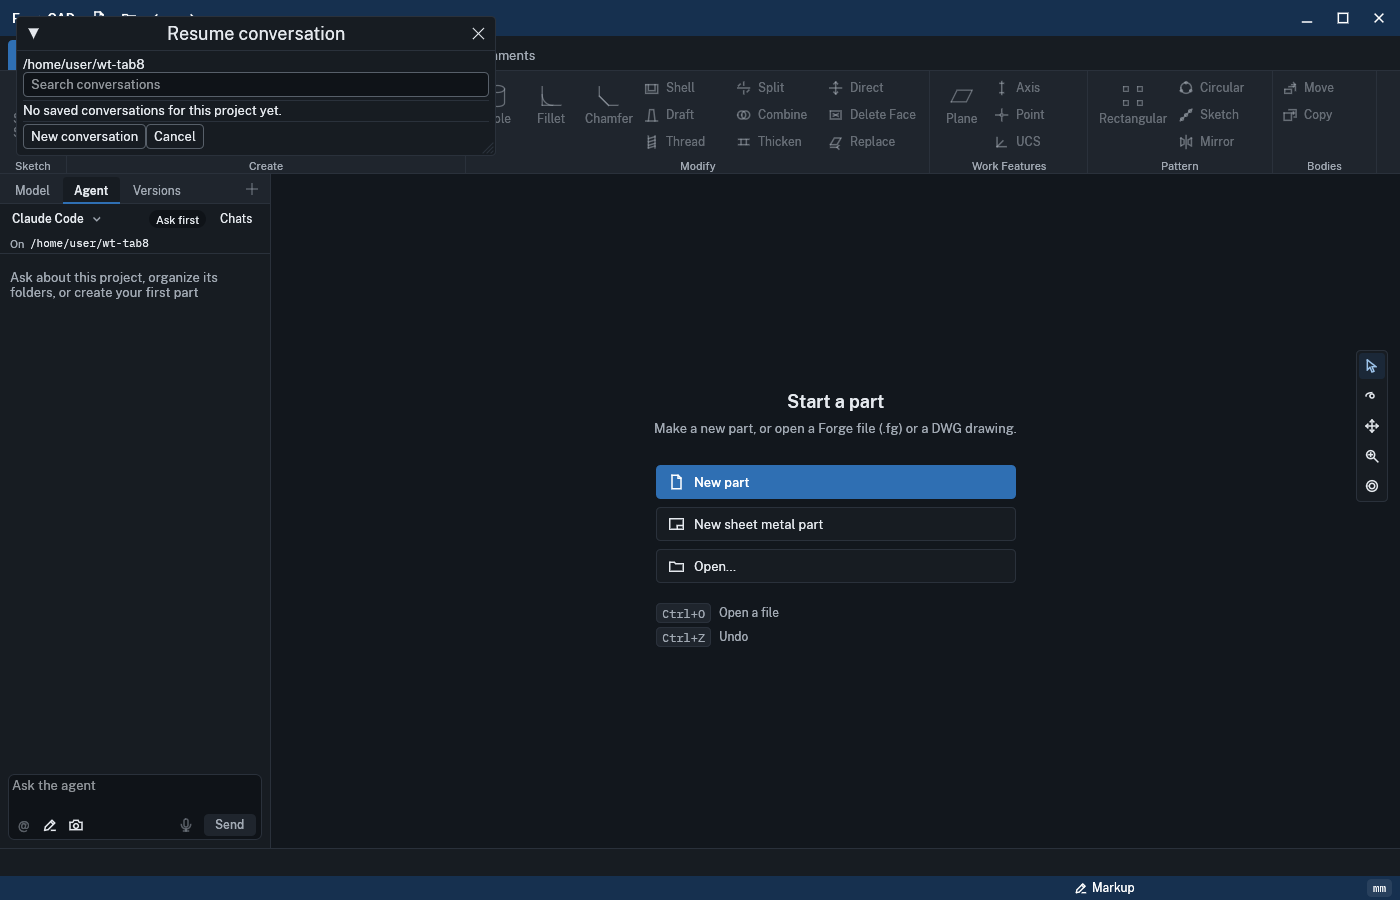 Resume conversation
/home/user/wt-tab8
Search conversations
No saved conversations for this project yet.
New conversation
Cancel
Fillet
Chamfer
Shell
Draft
Thread
Split
Combine
Thicken
Direct
Delete Face
Replace
Plane
Axis
Point
UCS
Rectangular
Circular
Sketch
Mirror
Move
Copy
Sketch
Create
Modify
Work Features
Pattern
Bodies
Model
Agent
Versions
Claude Code
Ask first
Chats
On /home/user/wt-tab8
Ask about this project, organize its
folders, or create your first part
Start a part
Make a new part, or open a Forge file (.fg) or a DWG drawing.
New part
New sheet metal part
Open...
Ctrl+O Open a file
Ctrl+Z Undo
Ask the agent
@
Send
Markup
mm